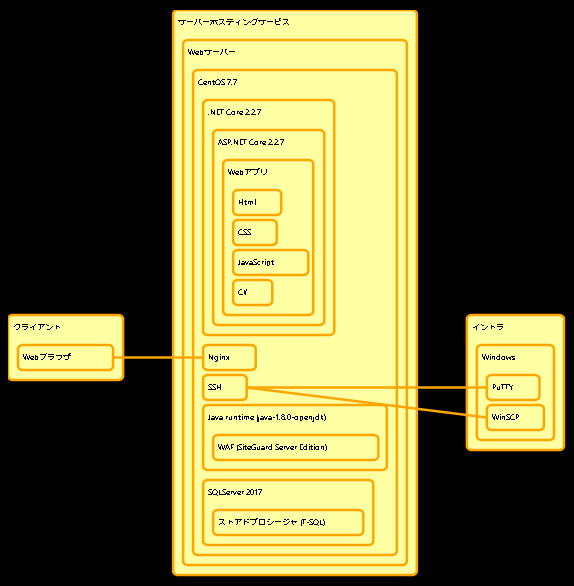 サーバーホスティングサービス
Webサーバー
CentOS 7.7
.NET Core 2.2.7
ASP.NET Core 2.2.7
Webアプリ
Html
CSS
JavaScript
C#
クライアント
Webブラウザ
Nginx
SSH
Java runtime (java-1.8.0-openjdk)
WAF (SiteGuard Server Edition)
SQLServer 2017
ストアドプロシージャ (T-SQL)
イントラ
Windows
PuTTY
WinSCP